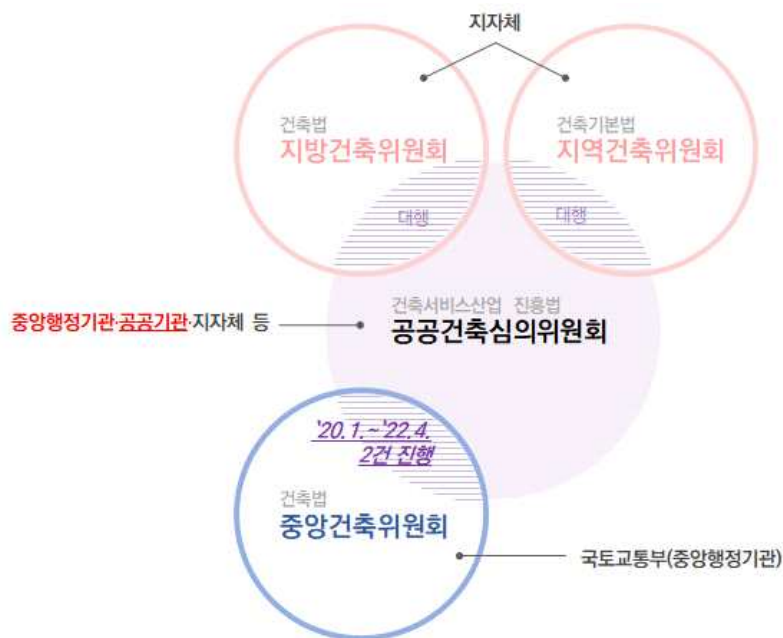 지자체
건축법
지방건축위원회
건축기본법
지역건축위원회
대행
대행
건축서비스산업 진흥법
공공건축심의위원회
중앙행정기관·공공기관·지자체 등
'20.1.~'22.4.
2건 진행
건축법
중앙건축위원회
국토교통부(중앙행정기관)